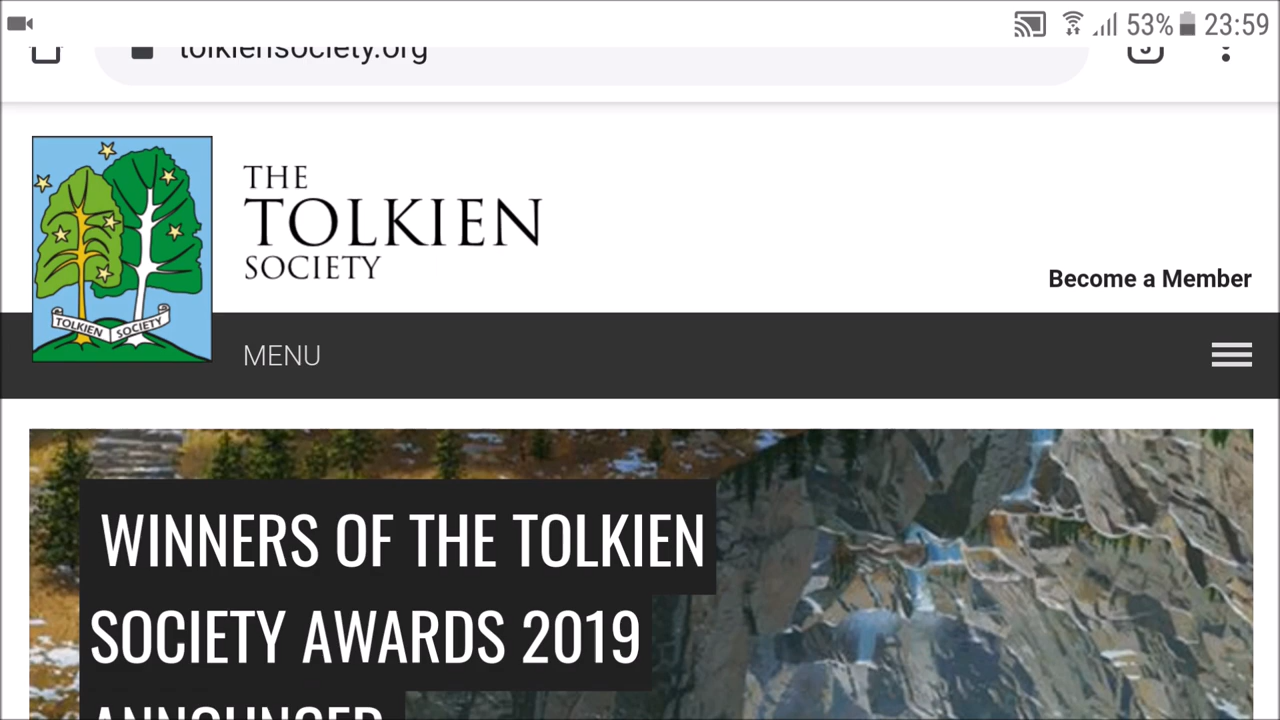 53% 23:59
tolkiensociety.org
THE
TOLKIEN
SOCIETY
Become a Member
TOLKIEN SOCIETY
MENU
WINNERS OF THE TOLKIEN
SOCIETY AWARDS 2019
ANNOUNCED